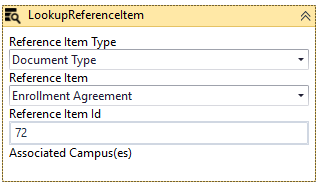 LookupReferenceItem
Reference Item Type
Document Type
Reference Item
Enrollment Agreement
Reference Item Id
72
Associated Campus(es)